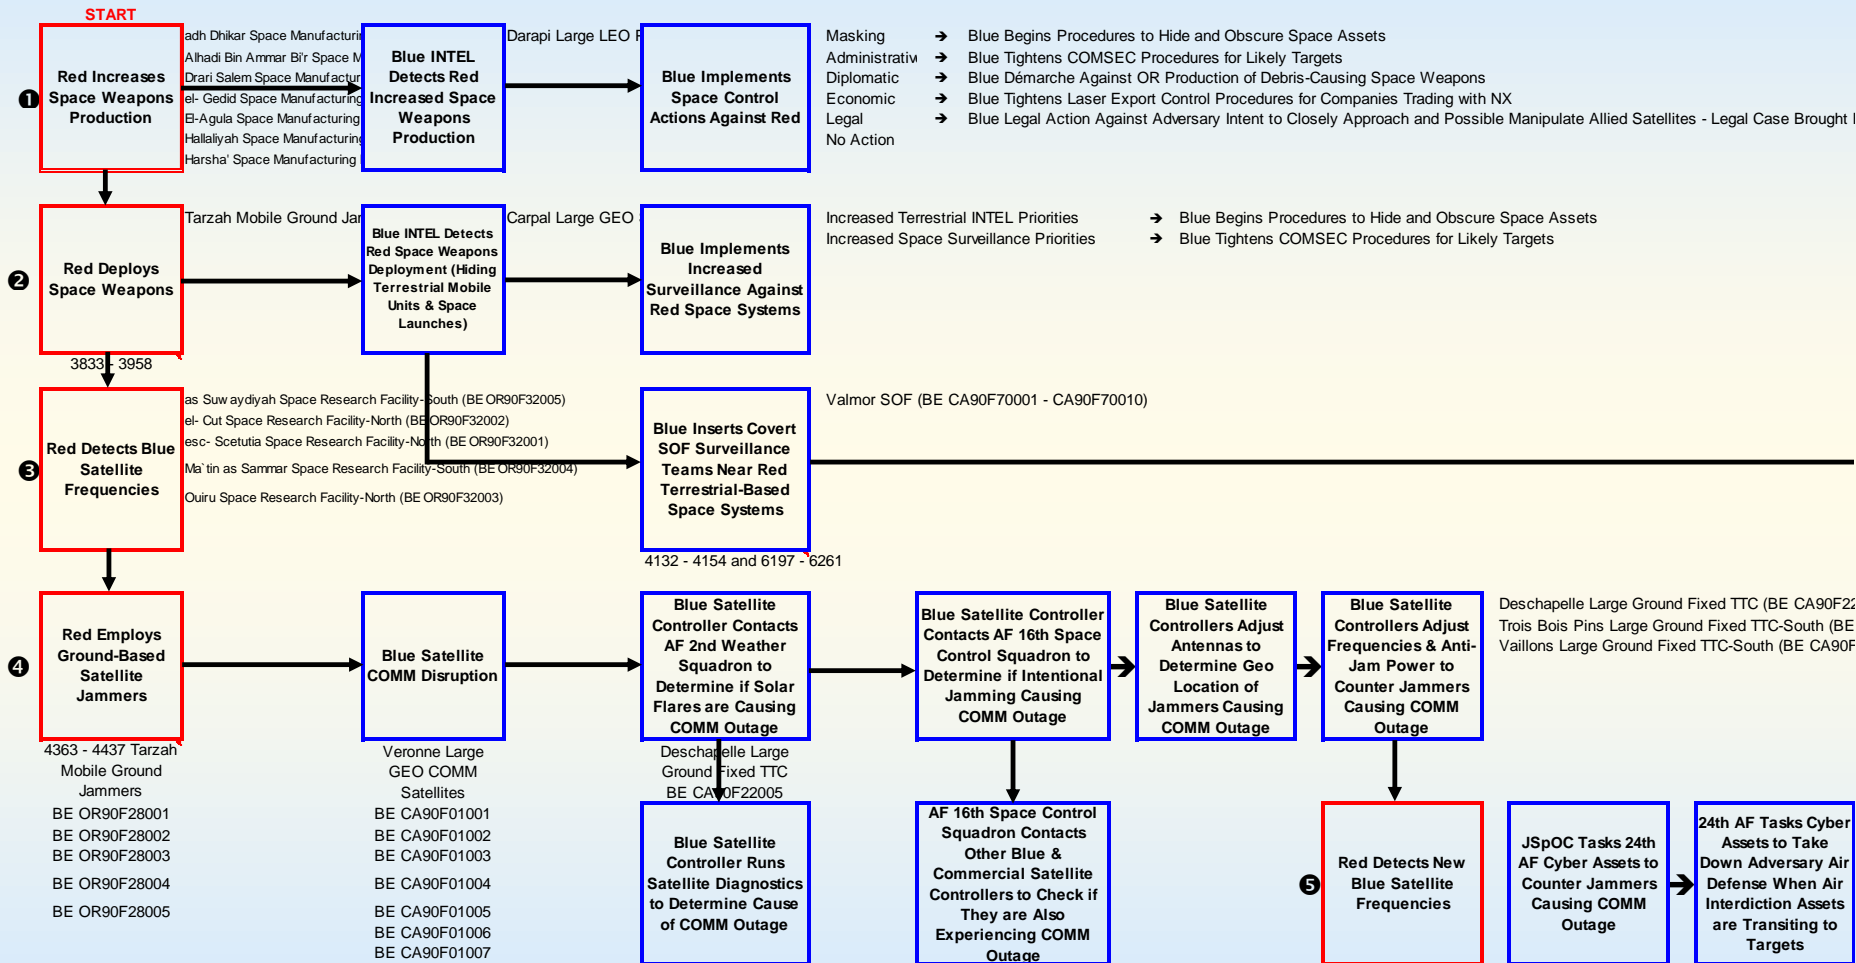 START
❶
Red Increases
Space Weapons
Production
adh Dhikar Space Manufacturin
Alhadi Bin Ammar Bi'r Space M
Drari Salem Space Manufactur
el- Gedid Space Manufacturing
El-Agula Space Manufacturing
Hallaliyah Space Manufacturing
Harsha' Space Manufacturing
Blue INTEL
Detects Red
Increased Space
Weapons
Production
Darapi Large LEO
Blue Implements
Space Control
Actions Against Red
Masking ➔ Blue Begins Procedures to Hide and Obscure Space Assets
Administrativ ➔ Blue Tightens COMSEC Procedures for Likely Targets
Diplomatic ➔ Blue Démarche Against OR Production of Debris-Causing Space Weapons
Economic ➔ Blue Tightens Laser Export Control Procedures for Companies Trading with NX
Legal ➔ Blue Legal Action Against Adversary Intent to Closely Approach and Possible Manipulate Allied Satellites - Legal Case Brought
No Action
❷
Red Deploys
Space Weapons
3833 - 3958
Tarzah Mobile Ground Jar
Blue INTEL Detects
Red Space Weapons
Deployment (Hiding
Terrestrial Mobile
Units & Space
Launches)
Carpal Large GEO
Blue Implements
Increased
Surveillance Against
Red Space Systems
Increased Terrestrial INTEL Priorities ➔ Blue Begins Procedures to Hide and Obscure Space Assets
Increased Space Surveillance Priorities ➔ Blue Tightens COMSEC Procedures for Likely Targets
❸
Red Detects Blue
Satellite
Frequencies
as Suwaydiyah Space Research Facility-South (BE OR90F32005)
el- Cut Space Research Facility-North (BE OR90F32002)
esc- Scetutia Space Research Facility-North (BE OR90F32001)
Ma`tin as Sammar Space Research Facility-South (BE OR90F32004)
Quiru Space Research Facility-North (BE OR90F32003)
Blue Inserts Covert
SOF Surveillance
Teams Near Red
Terrestrial-Based
Space Systems
4132 - 4154 and 6197 - 6261
Valmor SOF (BE CA90F70001 - CA90F70010)
❹
Red Employs
Ground-Based
Satellite
Jammers
4363 - 4437 Tarzah
Mobile Ground
Jammers
BE OR90F28001
BE OR90F28002
BE OR90F28003
BE OR90F28004
BE OR90F28005
Blue Satellite
COMM Disruption
Veronne Large
GEO COMM
Satellites
BE CA90F01001
BE CA90F01002
BE CA90F01003
BE CA90F01004
BE CA90F01005
BE CA90F01006
BE CA90F01007
Blue Satellite
Controller Contacts
AF 2nd Weather
Squadron to
Determine if Solar
Flares are Causing
COMM Outage
Deschapelle Large
Ground Fixed TTC
BE CA90F22005
Blue Satellite
Controller Runs
Satellite Diagnostics
to Determine Cause
of COMM Outage
Blue Satellite Controller
Contacts AF 16th Space
Control Squadron to
Determine if Intentional
Jamming Causing
COMM Outage
AF 16th Space Control
Squadron Contacts
Other Blue &
Commercial Satellite
Controllers to Check if
They are Also
Experiencing COMM
Outage
Blue Satellite
Controllers Adjust
Antennas to
Determine Geo
Location of
Jammers Causing
COMM Outage
Blue Satellite
Controllers Adjust
Frequencies & Anti-
Jam Power to
Counter Jammers
Causing COMM
Outage
Deschapelle Large Ground Fixed TTC (BE CA90F22
Trois Bois Pins Large Ground Fixed TTC-South (BE
Vaillons Large Ground Fixed TTC-South (BE CA90F
❺
Red Detects New
Blue Satellite
Frequencies
JSpOC Tasks 24th
AF Cyber Assets to
Counter Jammers
Causing COMM
Outage
24th AF Tasks Cyber
Assets to Take
Down Adversary Air
Defense When Air
Interdiction Assets
are Transiting to
Targets